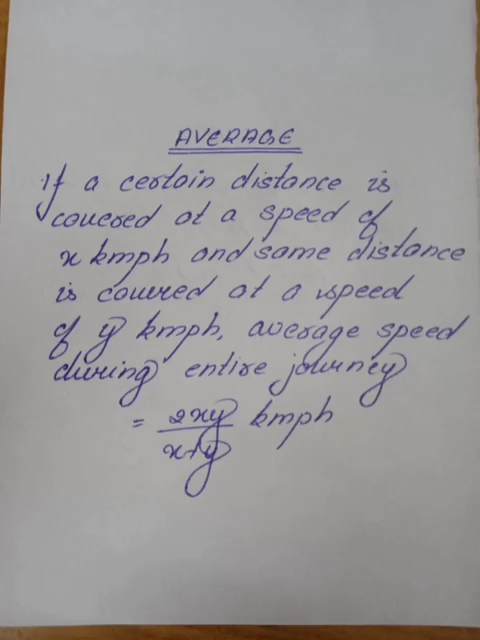 AVERAGE
If a certain distance is
covered at a speed of
x kmph and same distance
is covered at a speed
of y kmph, average speed
during entire journey
= 2xy kmph
x+y